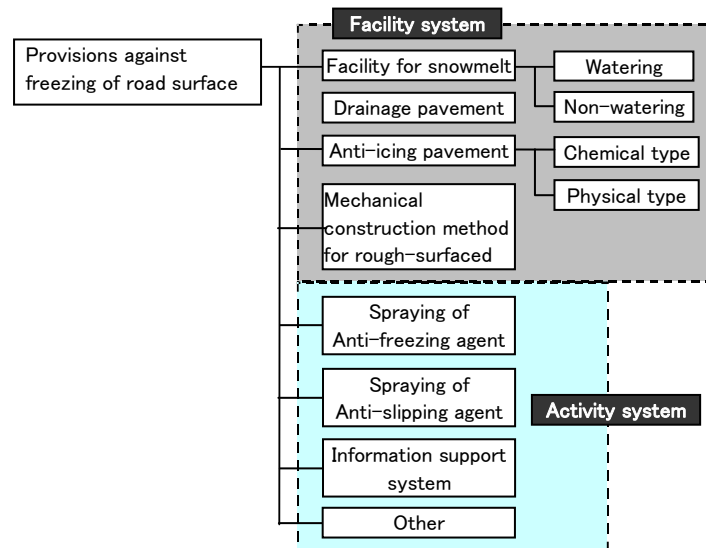 Facility system
Provisions against
freezing of road surface
Facility for snowmelt
Watering
Non-watering
Drainage pavement
Anti-icing pavement
Chemical type
Physical type
Mechanical
construction method
for rough-surfaced
Spraying of
Anti-freezing agent
Spraying of
Anti-slipping agent
Activity system
Information support
system
Other